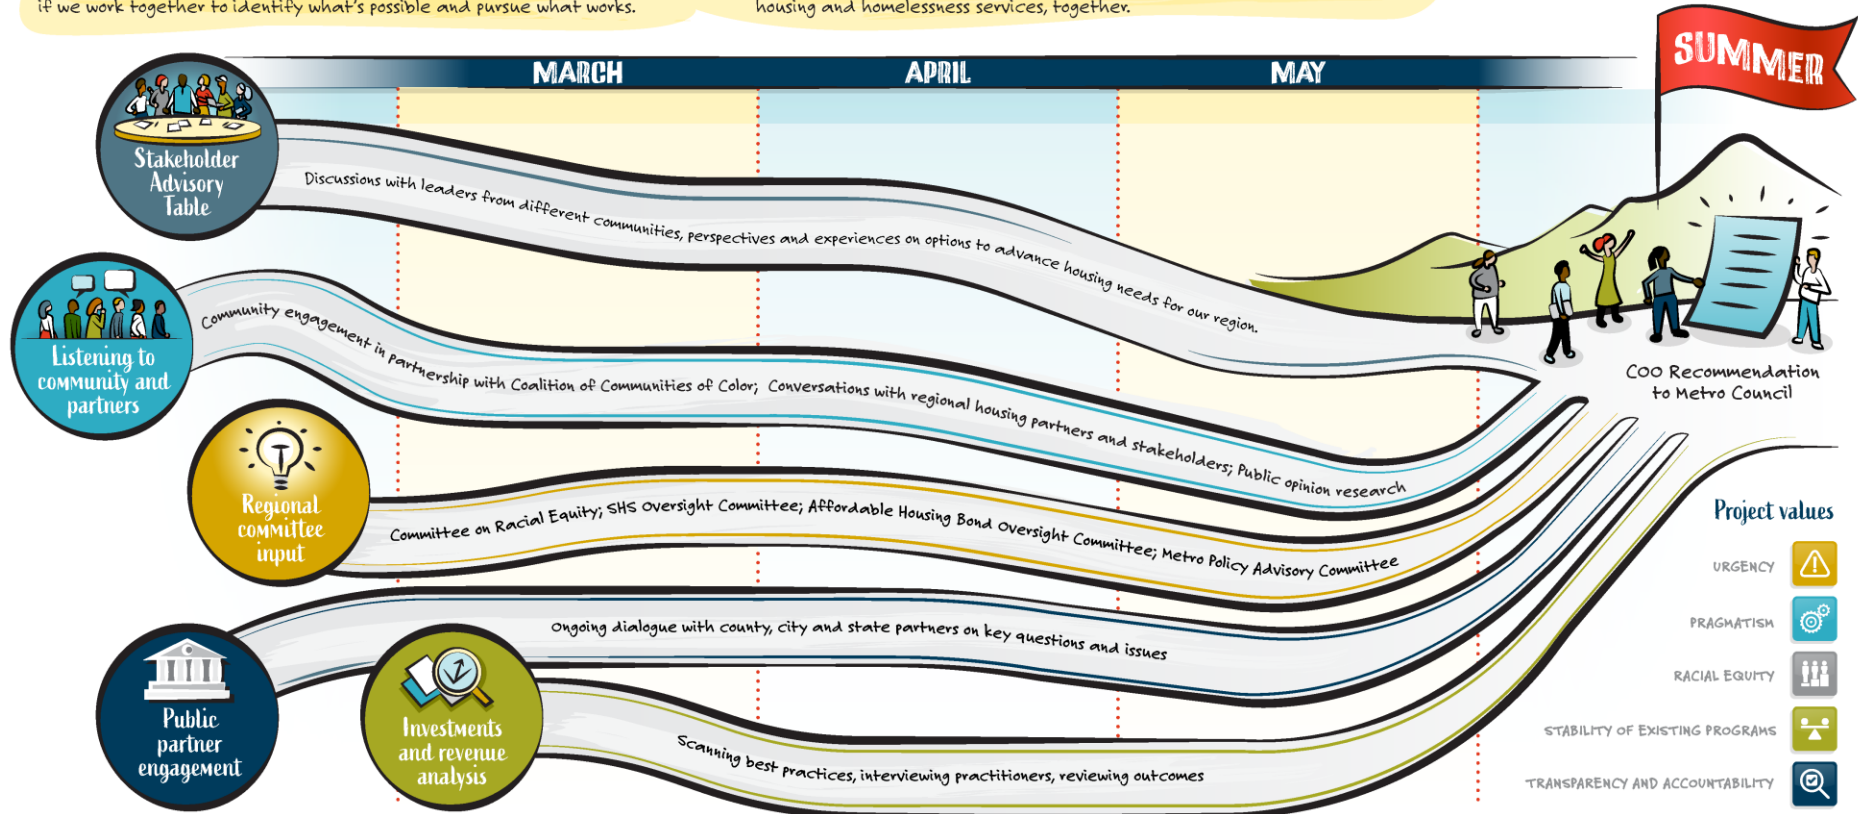 if we work together to identify what's possible and pursue what works.
housing and homelessness services, together.
MARCH
APRIL
MAY
SUMMER
Stakeholder
Advisory
Table
Discussions with leaders from different communities, perspectives and experiences on options to advance housing needs for our region.
Listening to
community and
partners
Community engagement in partnership with Coalition of Communities of Color; Conversations with regional housing partners and stakeholders; Public opinion research
COO Recommendation
to Metro Council
Regional
committee
input
Committee on Racial Equity; SHS Oversight Committee; Affordable Housing Bond Oversight Committee; Metro Policy Advisory Committee
Public
partner
engagement
Ongoing dialogue with county, city and state partners on key questions and issues
Investments
and revenue
analysis
Scanning best practices, interviewing practitioners, reviewing outcomes
Project values
URGENCY
PRAGMATISM
RACIAL EQUITY
STABILITY OF EXISTING PROGRAMS
TRANSPARENCY AND ACCOUNTABILITY